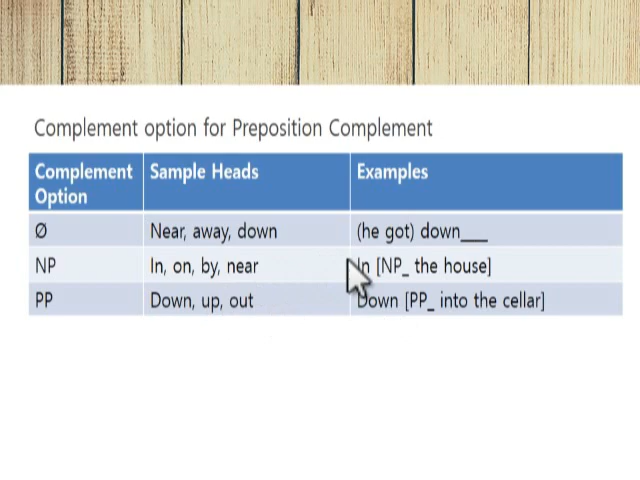 Complement option for Preposition Complement
Complement Option Sample Heads Examples
Ø Near, away, down (he got) down___
NP In, on, by, near In [NP_ the house]
PP Down, up, out Down [PP_ into the cellar]